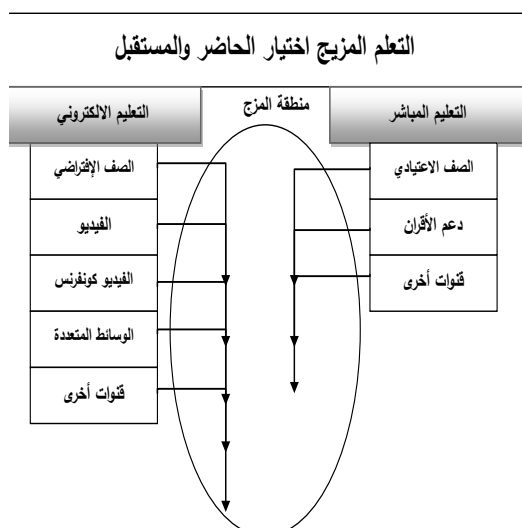 التعلم المزيج اختيار الحاضر والمستقبل
التعليم المباشر
منطقة المزج
التعليم الالكتروني
الصف الاعتيادي
دعم الأقران
قنوات أخرى
الصف الإفتراضي
الفيديو
الفيديو كونفرنس
الوسائط المتعددة
قنوات أخرى